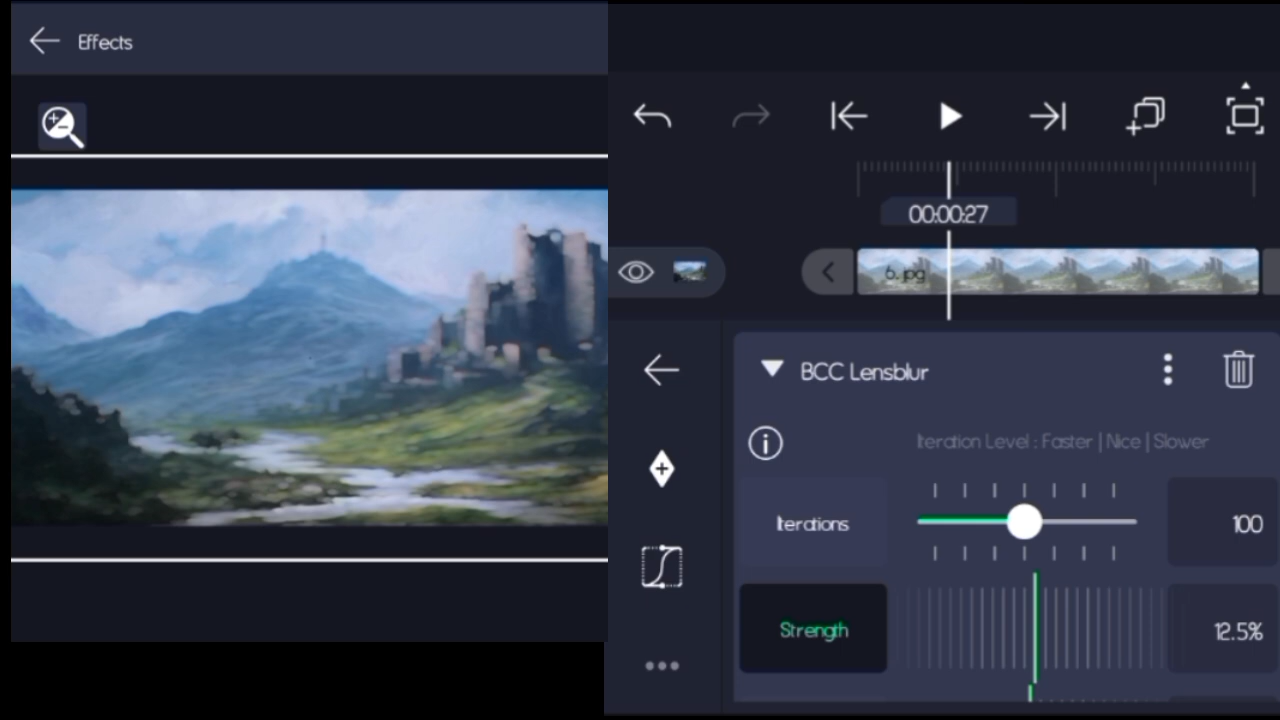 Effects
00:00:27
6.jpg
BCC Lensblur
Iteration Level : Faster | Nice | Slower
Iterations
100
Strength
12.5%